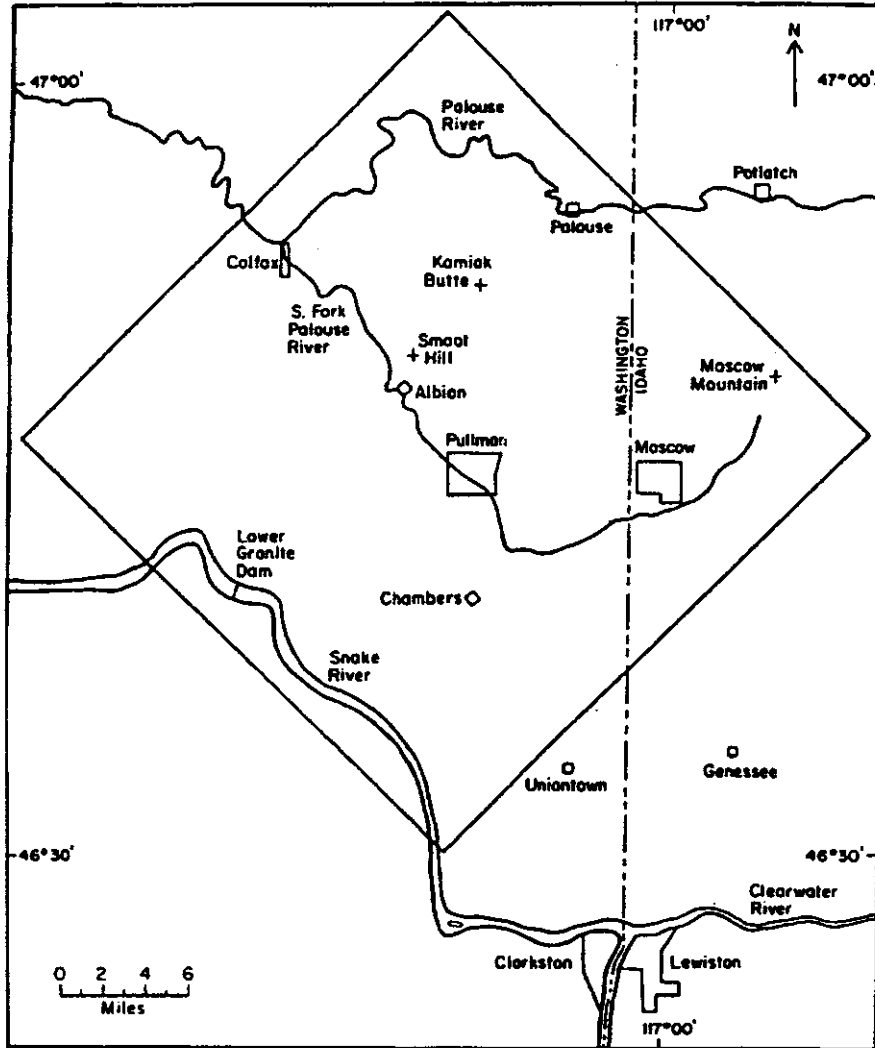 117°00'
N
47°00'
47°00'
Palouse
River
Potlatch
Palouse
Colfax
Kamiak
Butte
S. Fork
Palouse
River
Smoot
Hill
WASHINGTON
IDAHO
Moscow
Mountain
Albion
Pullman
Moscow
Lower
Granite
Dam
Chambers
Snake
River
Uniontown
Genessee
46°30'
46°30'
Clearwater
River
Clarkston
Lewiston
0 2 4 6
Miles
117°00'